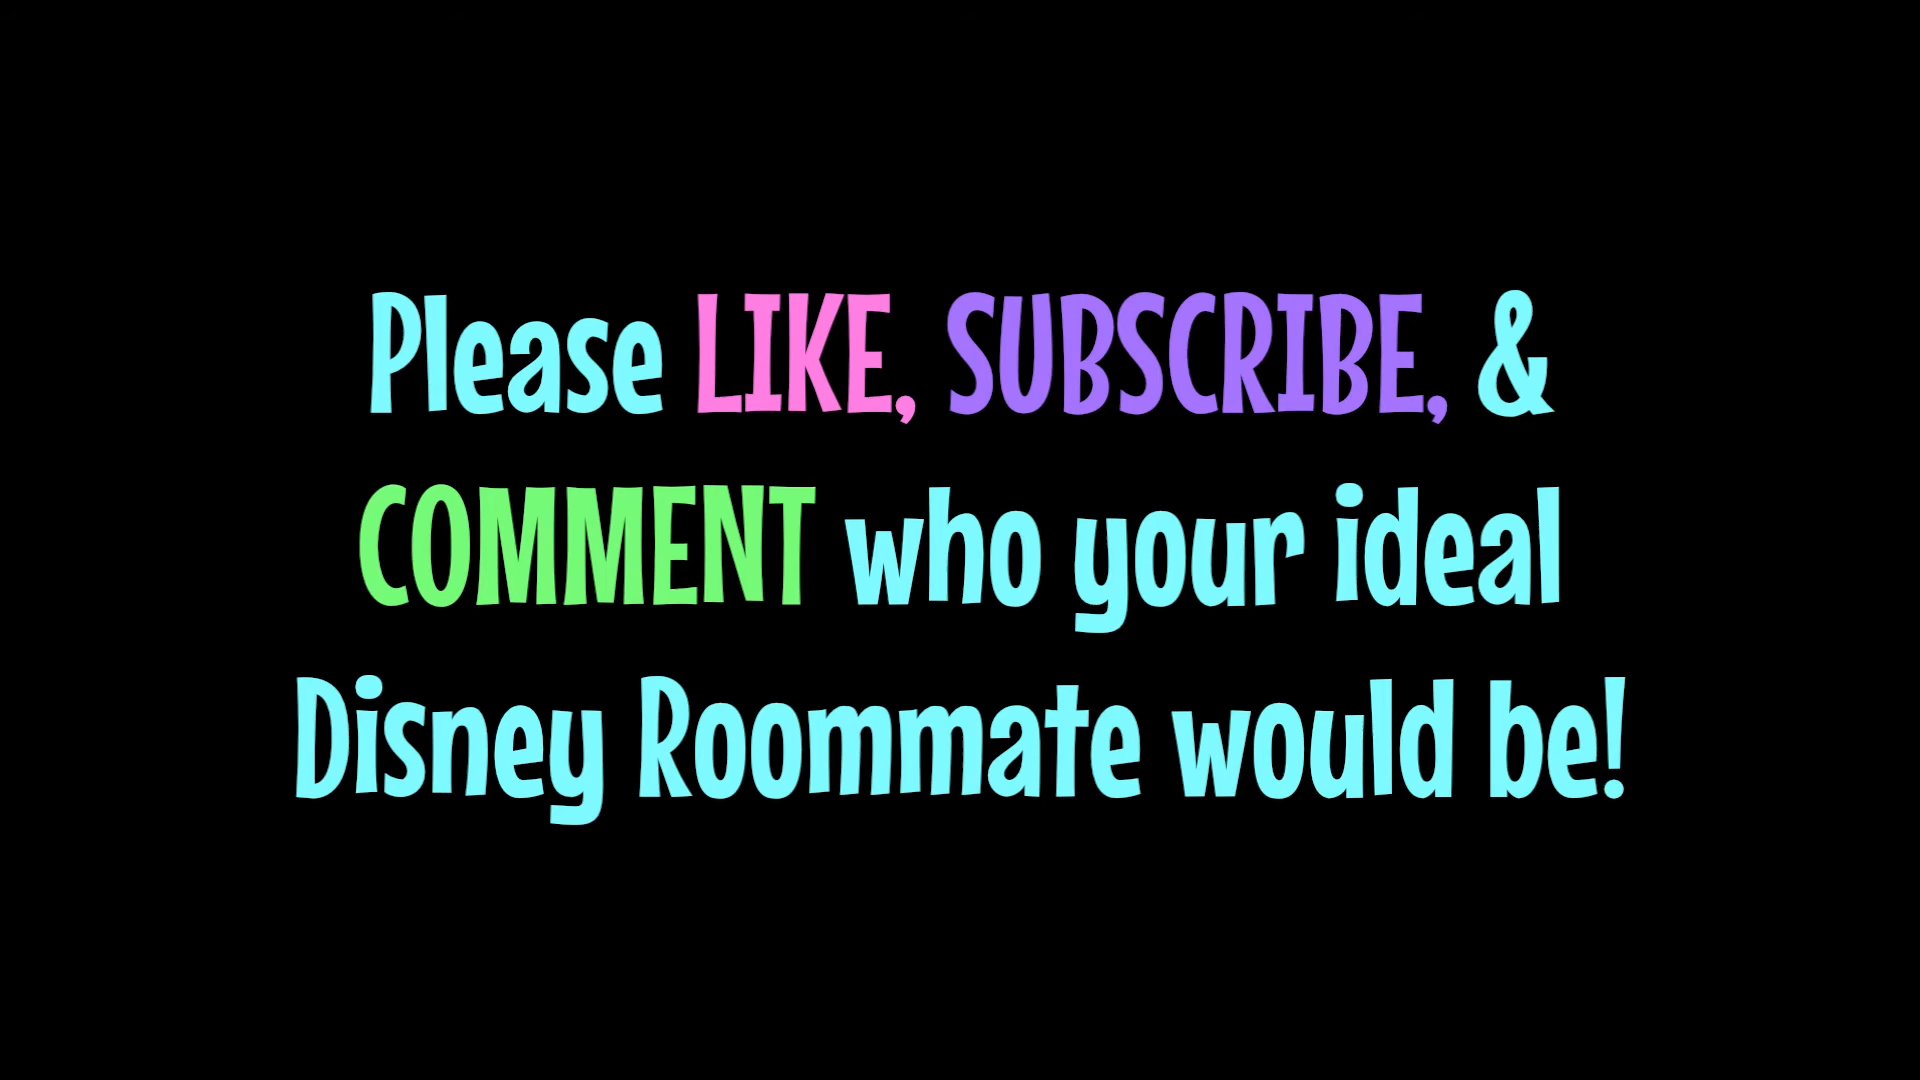 Please LIKE, SUBSCRIBE, &
COMMENT who your ideal
Disney Roommate would be!